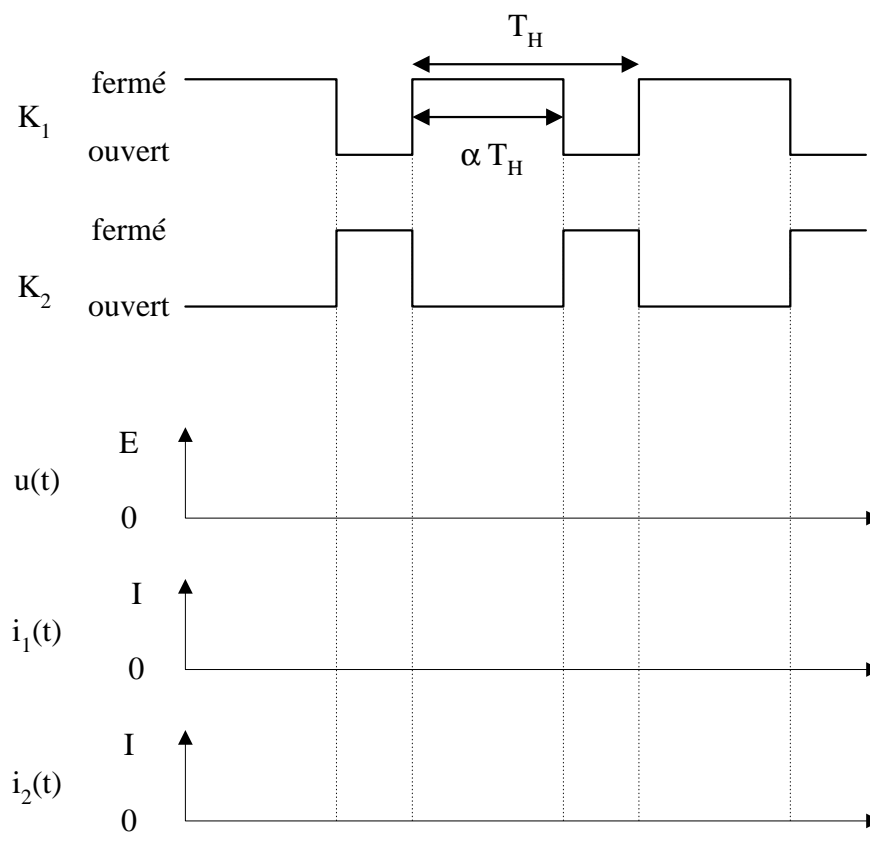 T_H
fermé
K_1
ouvert
α T_H
fermé
K_2
ouvert
E
u(t)
0
I
i_1(t)
0
I
i_2(t)
0